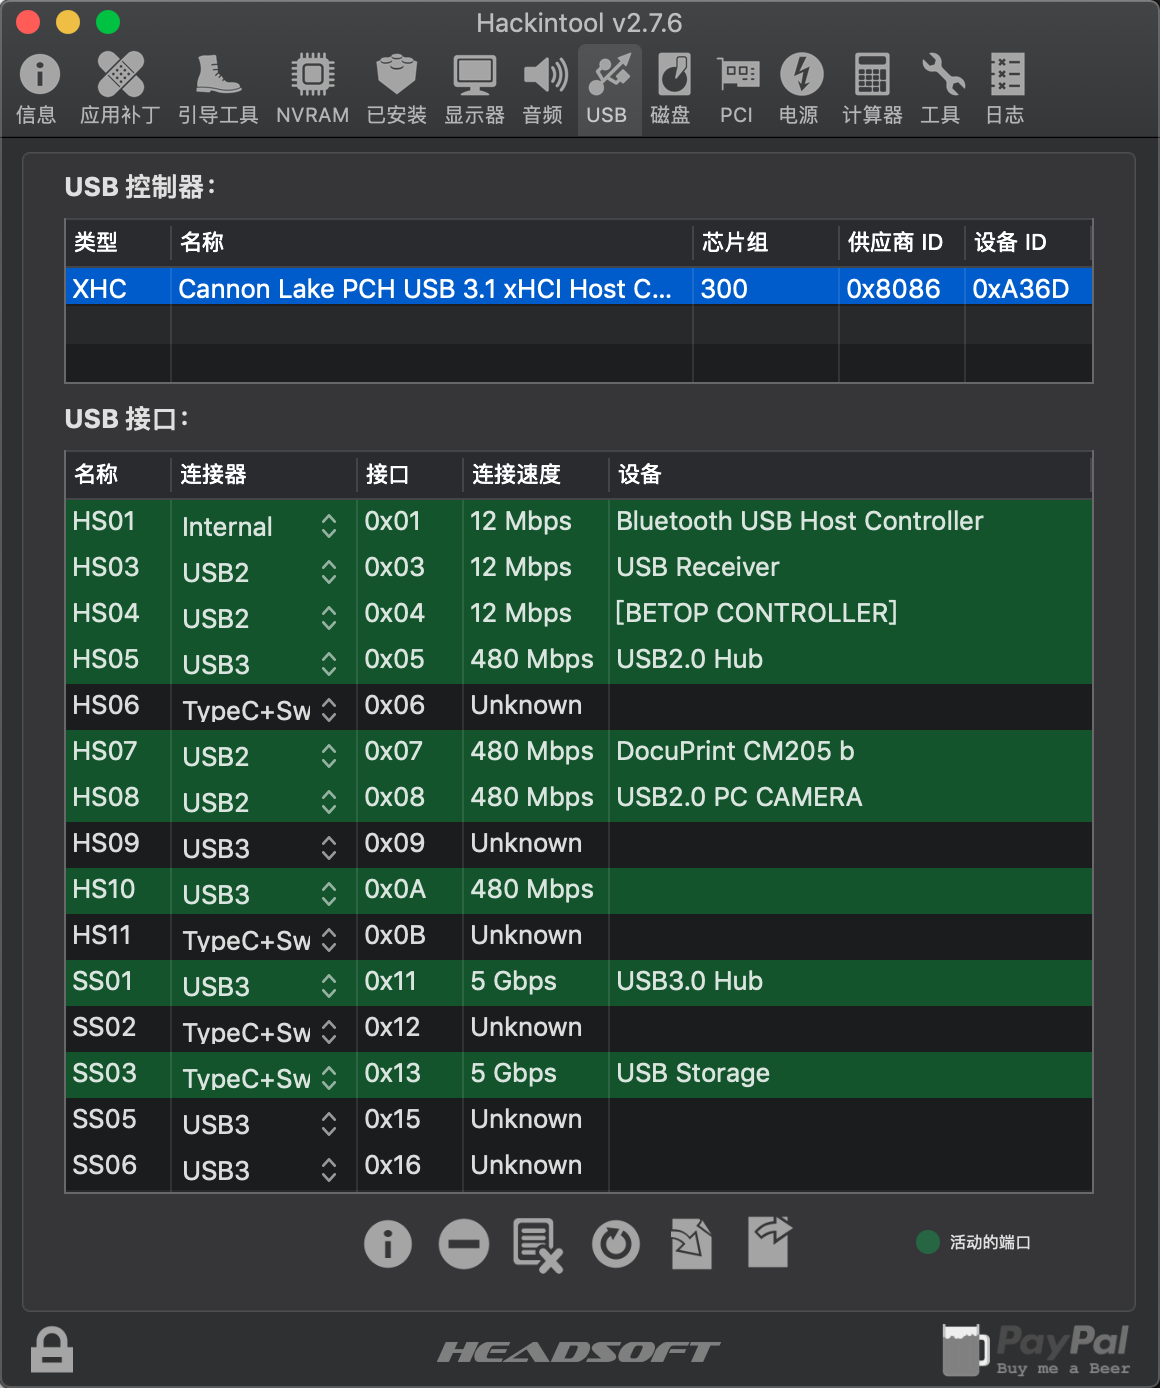 Hackintool v2.7.6
信息 应用补丁 引导工具 NVRAM 已安装 显示器 音频 USB 磁盘 PCI 电源 计算器 工具 日志
USB 控制器：
类型 名称 芯片组 供应商 ID 设备 ID
XHC Cannon Lake PCH USB 3.1 xHCI Host C... 300 0x8086 0xA36D
USB 接口：
名称 连接器 接口 连接速度 设备
HS01 Internal 0x01 12 Mbps Bluetooth USB Host Controller
HS03 USB2 0x03 12 Mbps USB Receiver
HS04 USB2 0x04 12 Mbps [BETOP CONTROLLER]
HS05 USB3 0x05 480 Mbps USB2.0 Hub
HS06 TypeC+Sw 0x06 Unknown
HS07 USB2 0x07 480 Mbps DocuPrint CM205 b
HS08 USB2 0x08 480 Mbps USB2.0 PC CAMERA
HS09 USB3 0x09 Unknown
HS10 USB3 0x0A 480 Mbps
HS11 TypeC+Sw 0x0B Unknown
SS01 USB3 0x11 5 Gbps USB3.0 Hub
SS02 TypeC+Sw 0x12 Unknown
SS03 TypeC+Sw 0x13 5 Gbps USB Storage
SS05 USB3 0x15 Unknown
SS06 USB3 0x16 Unknown
活动的端口
HEADSOFT
PayPal
Buy me a Beer